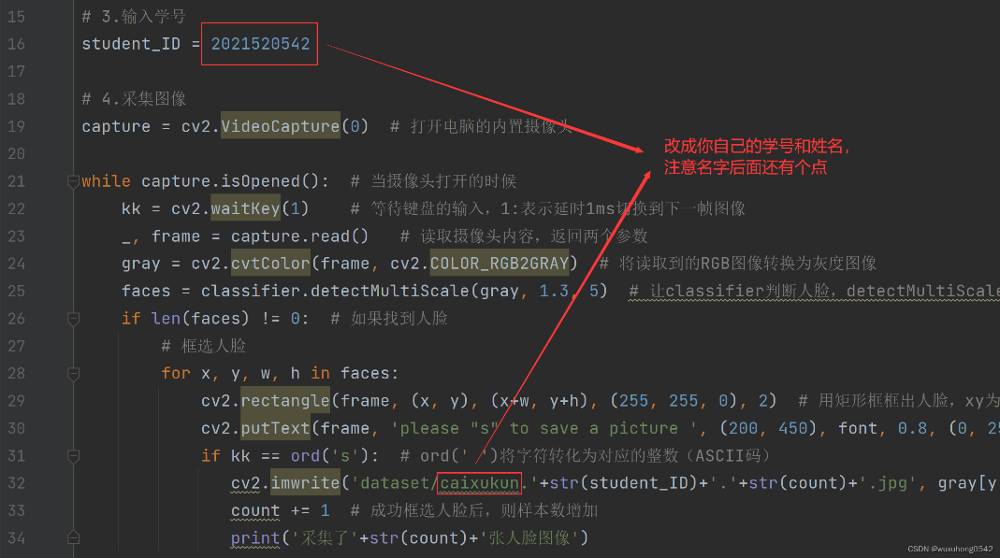 15 # 3.输入学号
16 student_ID = 2021520542
17
18 # 4.采集图像
19 capture = cv2.VideoCapture(0) # 打开电脑的内置摄像头
20
21 while capture.isOpened(): # 当摄像头打开的时候
22 kk = cv2.waitKey(1) # 等待键盘的输入，1:表示延时1ms切换到下一帧图像
23 _, frame = capture.read() # 读取摄像头内容，返回两个参数
24 gray = cv2.cvtColor(frame, cv2.COLOR_RGB2GRAY) # 将读取到的RGB图像转换为灰度图像
25 faces = classifier.detectMultiScale(gray, 1.3, 5) # 让classifier判断人脸，detectMultiScale
26 if len(faces) != 0: # 如果找到人脸
27 # 框选人脸
28 for x, y, w, h in faces:
29 cv2.rectangle(frame, (x, y), (x+w, y+h), (255, 255, 0), 2) # 用矩形框框出人脸，xy为
30 cv2.putText(frame, 'please "s" to save a picture ', (200, 450), font, 0.8, (0, 25
31 if kk == ord('s'): # ord(' ')将字符转化为对应的整数（ASCII码）
32 cv2.imwrite('dataset/caixukun.'+str(student_ID)+'.'+str(count)+'.jpg', gray[y
33 count += 1 # 成功框选人脸后，则样本数增加
34 print('采集了'+str(count)+'张人脸图像')
改成你自己的学号和姓名，
注意名字后面还有个点
CSDN @wuxuhong0542